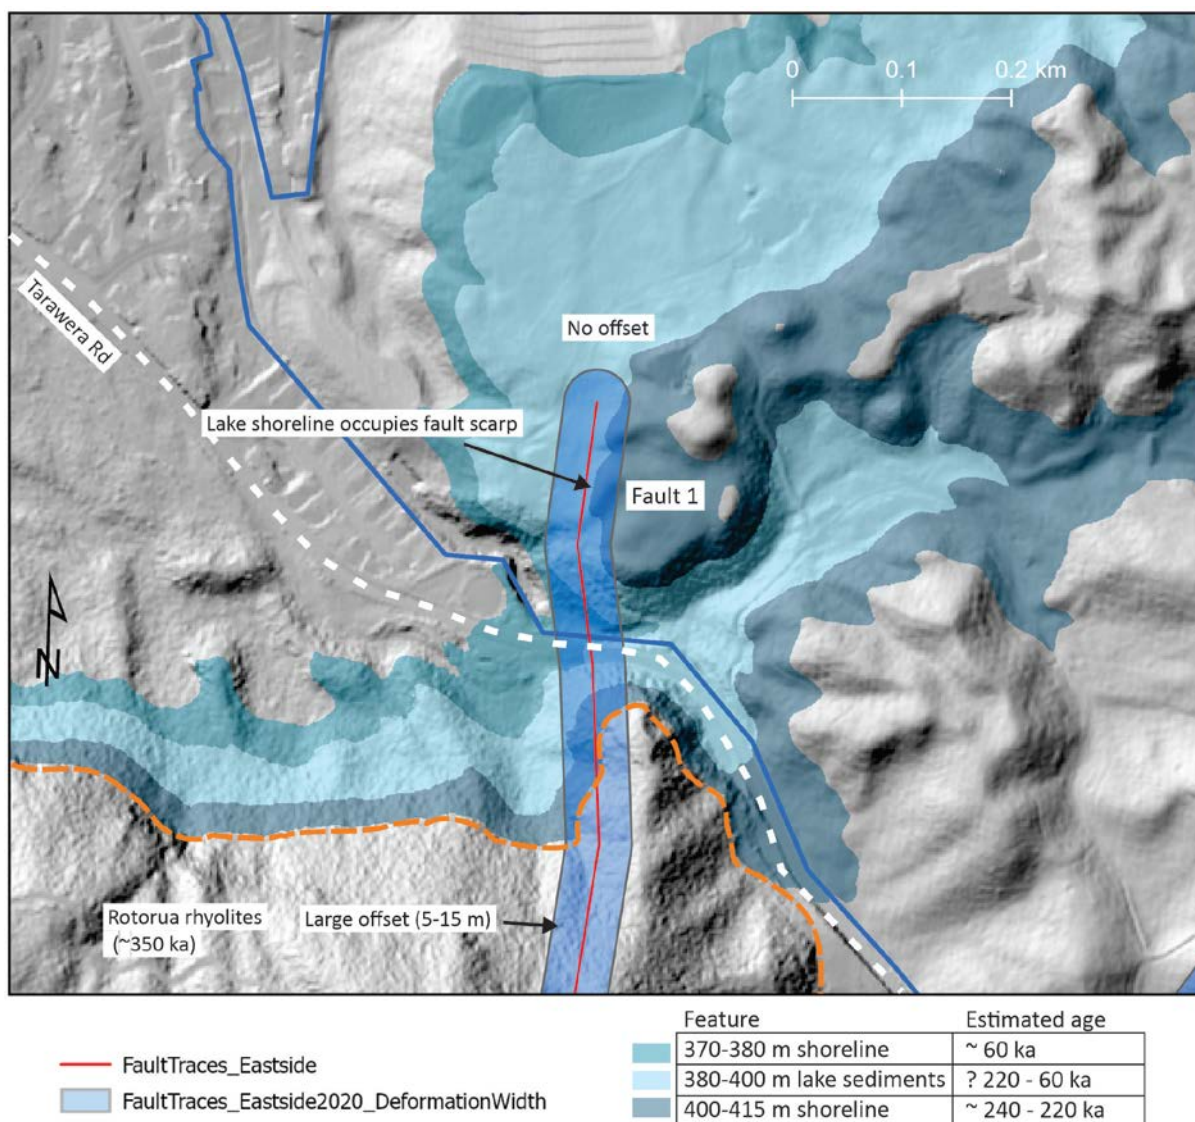 0 0.1 0.2 km
Tarawera Rd
No offset
Lake shoreline occupies fault scarp
Fault 1
N
Rotorua rhyolites
(~350 ka)
Large offset (5-15 m)
FaultTraces_Eastside
FaultTraces_Eastside2020_DeformationWidth
Feature Estimated age
370-380 m shoreline ~ 60 ka
380-400 m lake sediments ? 220 - 60 ka
400-415 m shoreline ~ 240 - 220 ka